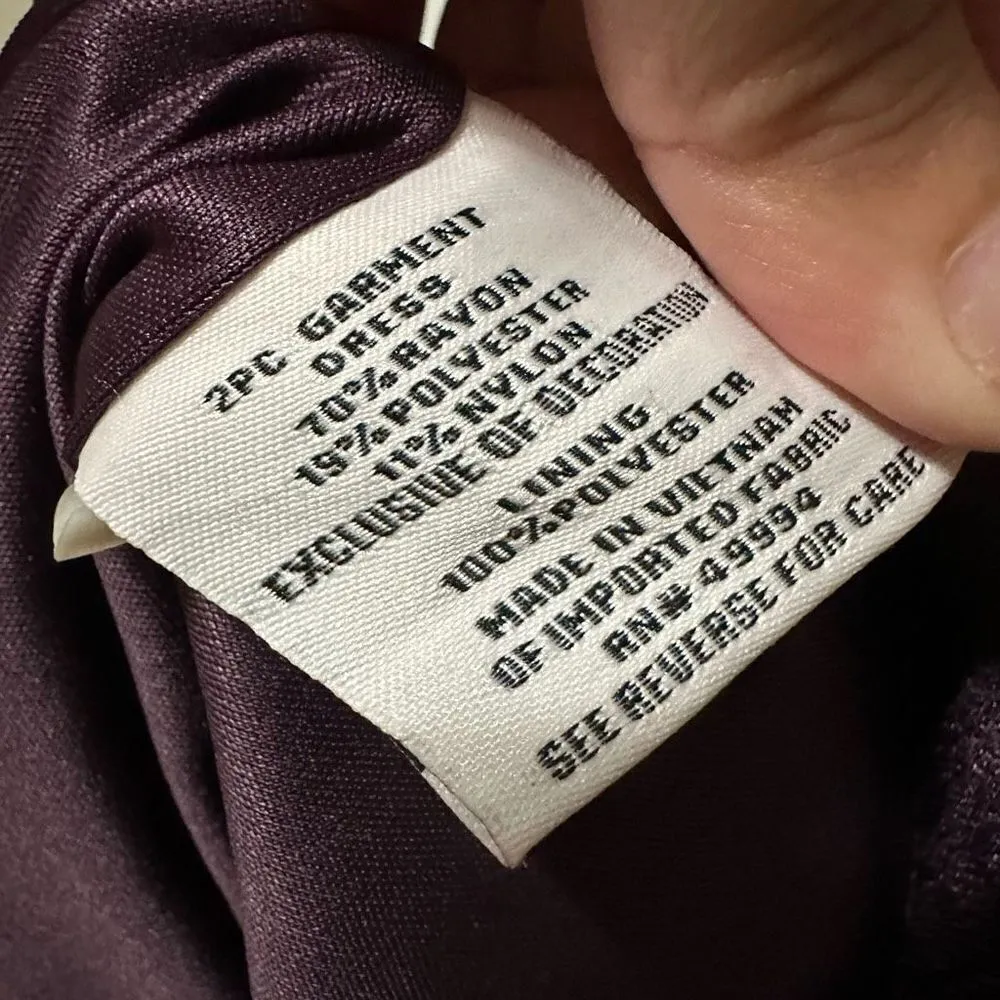 2PC GARMENT
DRESS
70% RAYON
19% POLYESTER
11% NYLON
EXCLUSIVE OF DECORATION
LINING
100% POLYESTER
MADE IN VIETNAM
OF IMPORTED FABRIC
RN# 49994
SEE REVERSE FOR CARE